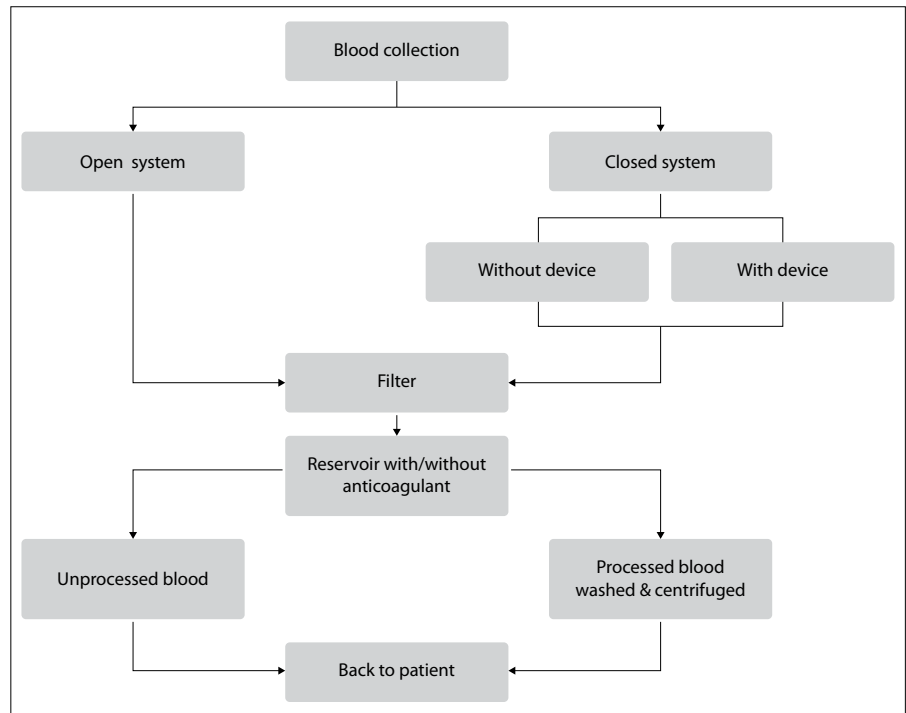 Blood collection
Open system
Closed system
Without device
With device
Filter
Reservoir with/without
anticoagulant
Unprocessed blood
Processed blood
washed & centrifuged
Back to patient